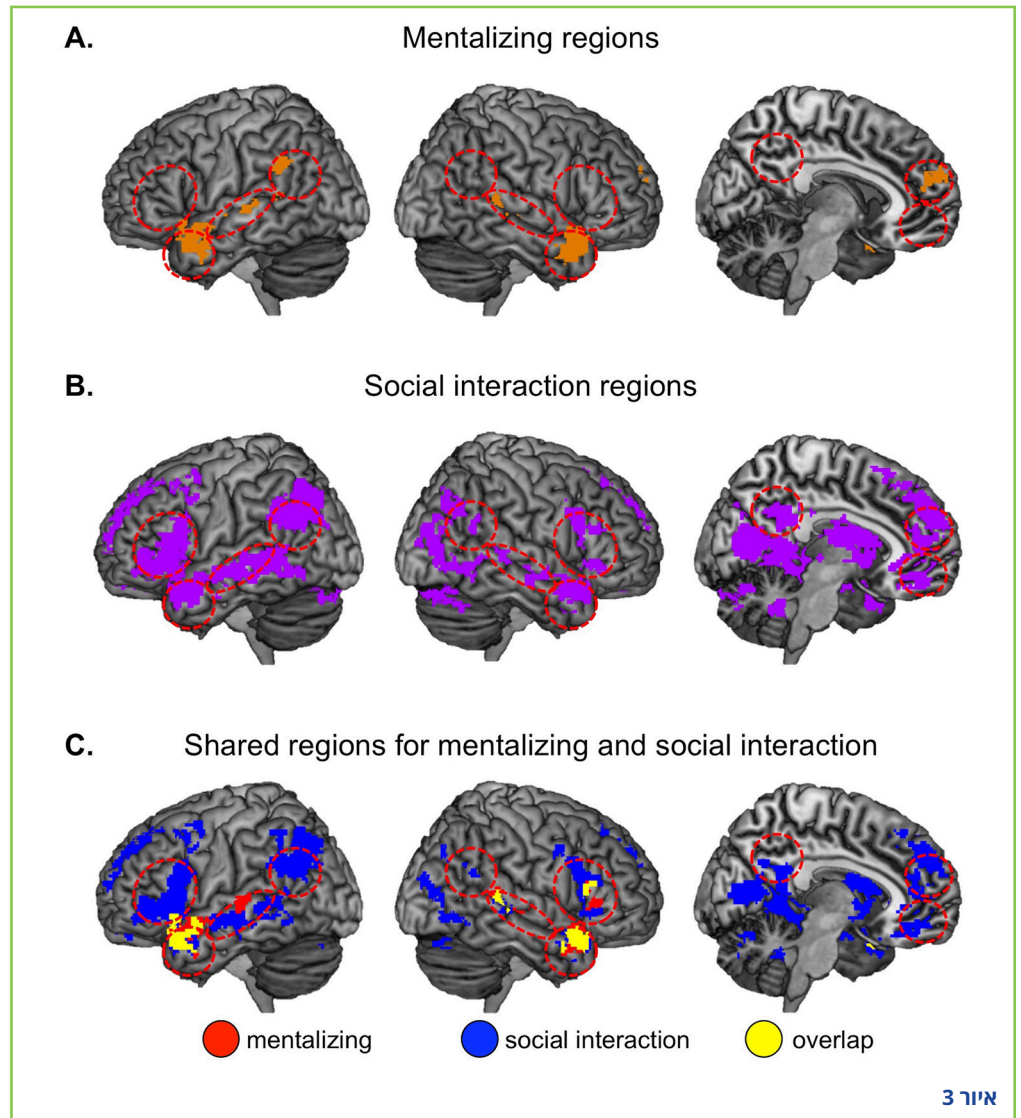 A. Mentalizing regions
B. Social interaction regions
C. Shared regions for mentalizing and social interaction
mentalizing social interaction overlap
איור 3